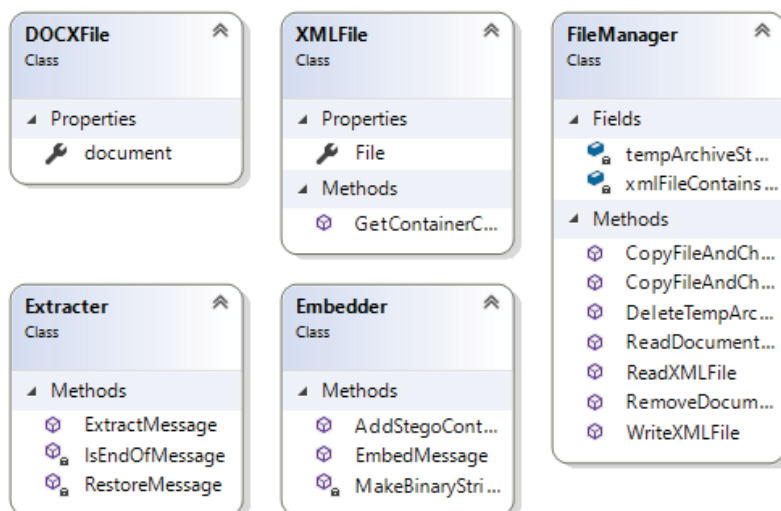 DOCXFile
Class
Properties
document
XMLFile
Class
Properties
File
Methods
GetContainerC...
FileManager
Class
Fields
tempArchiveSt...
xmlFileContains...
Methods
CopyFileAndCh...
CopyFileAndCh...
DeleteTempArc...
ReadDocument...
ReadXMLFile
RemoveDocum...
WriteXMLFile
Extracter
Class
Methods
ExtractMessage
IsEndOfMessage
RestoreMessage
Embedder
Class
Methods
AddStegoCont...
EmbedMessage
MakeBinaryStri...